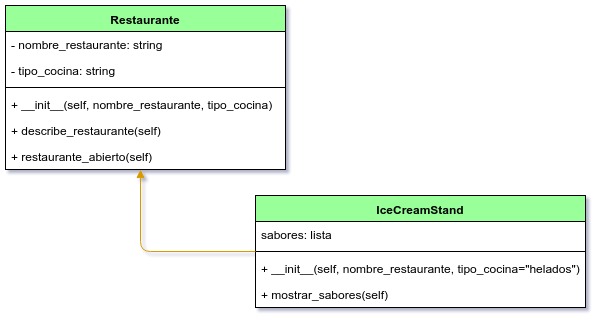 Restaurante
- nombre_restaurante: string
- tipo_cocina: string
+ __init__(self, nombre_restaurante, tipo_cocina)
+ describe_restaurante(self)
+ restaurante_abierto(self)
IceCreamStand
sabores: lista
+ __init__(self, nombre_restaurante, tipo_cocina="helados")
+ mostrar_sabores(self)